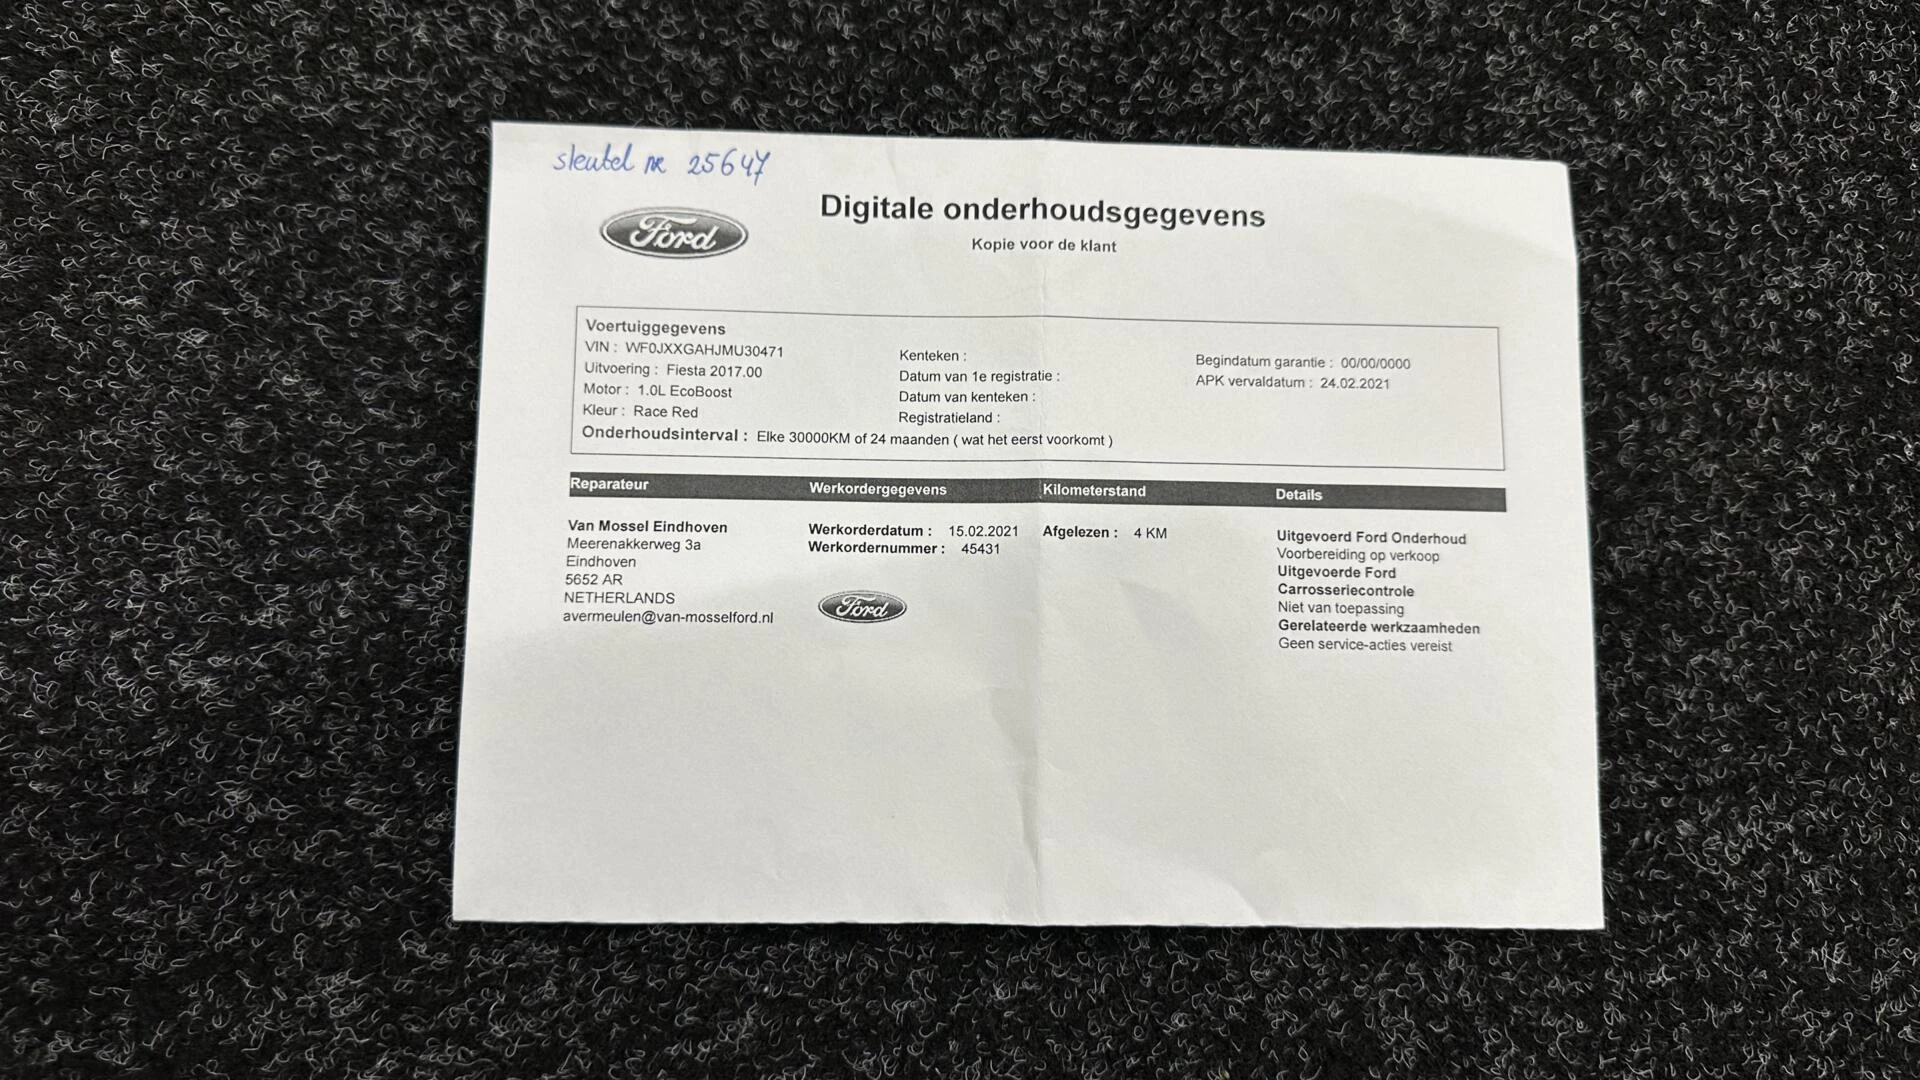 sleutel nr 25647
Ford
Digitale onderhoudsgegevens
Kopie voor de klant
Voertuiggegevens
VIN : WF0JXXGAHJMU30471
Uitvoering : Fiesta 2017.00
Motor : 1.0L EcoBoost
Kleur : Race Red
Kenteken :
Datum van 1e registratie :
Datum van kenteken :
Registratieland :
Begindatum garantie : 00/00/0000
APK vervaldatum : 24.02.2021
Onderhoudsinterval : Elke 30000KM of 24 maanden ( wat het eerst voorkomt )
Reparateur Werkordergegevens Kilometerstand Details
Van Mossel Eindhoven
Meerenakkerweg 3a
Eindhoven
5652 AR
NETHERLANDS
avermeulen@van-mosselford.nl
Werkorderdatum : 15.02.2021
Werkordernummer : 45431
Ford
Afgelezen : 4 KM
Uitgevoerd Ford Onderhoud
Voorbereiding op verkoop
Uitgevoerde Ford
Carrosseriecontrole
Niet van toepassing
Gerelateerde werkzaamheden
Geen service-acties vereist